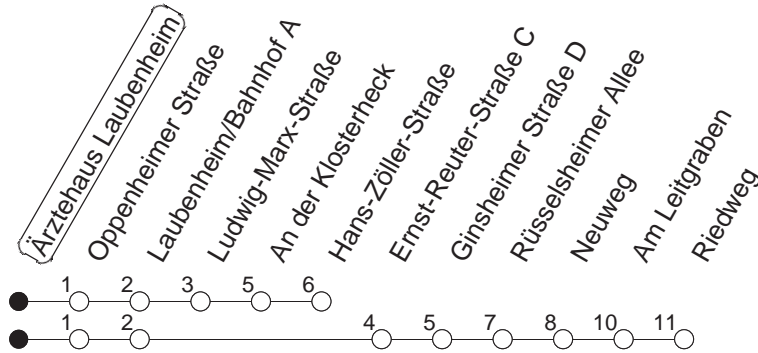 Ärztehaus Laubenheim
Oppenheimer Straße
Laubenheim/Bahnhof A
Ludwig-Marx-Straße
An der Klosterheck
Hans-Zöller-Straße
Ernst-Reuter-Straße C
Ginsheimer Straße D
Rüsselsheimer Allee
Neuweg
Am Leitgraben
Riedweg
1 2 3 5 6
1 2 4 5 7 8 10 11